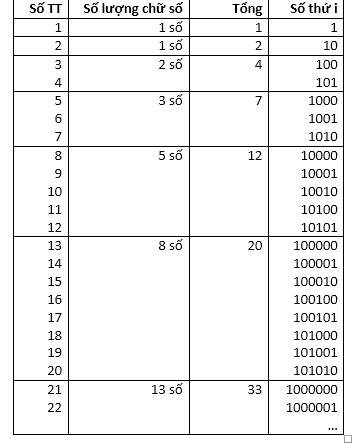 Số TT Số lượng chữ số Tổng Số thứ i
1 1 số 1 1
2 1 số 2 10
3 2 số 4 100
4 101
5 3 số 7 1000
6 1001
7 1010
8 5 số 12 10000
9 10001
10 10010
11 10100
12 10101
13 8 số 20 100000
14 100001
15 100010
16 100100
17 100101
18 101000
19 101001
20 101010
21 13 số 33 1000000
22 1000001
...